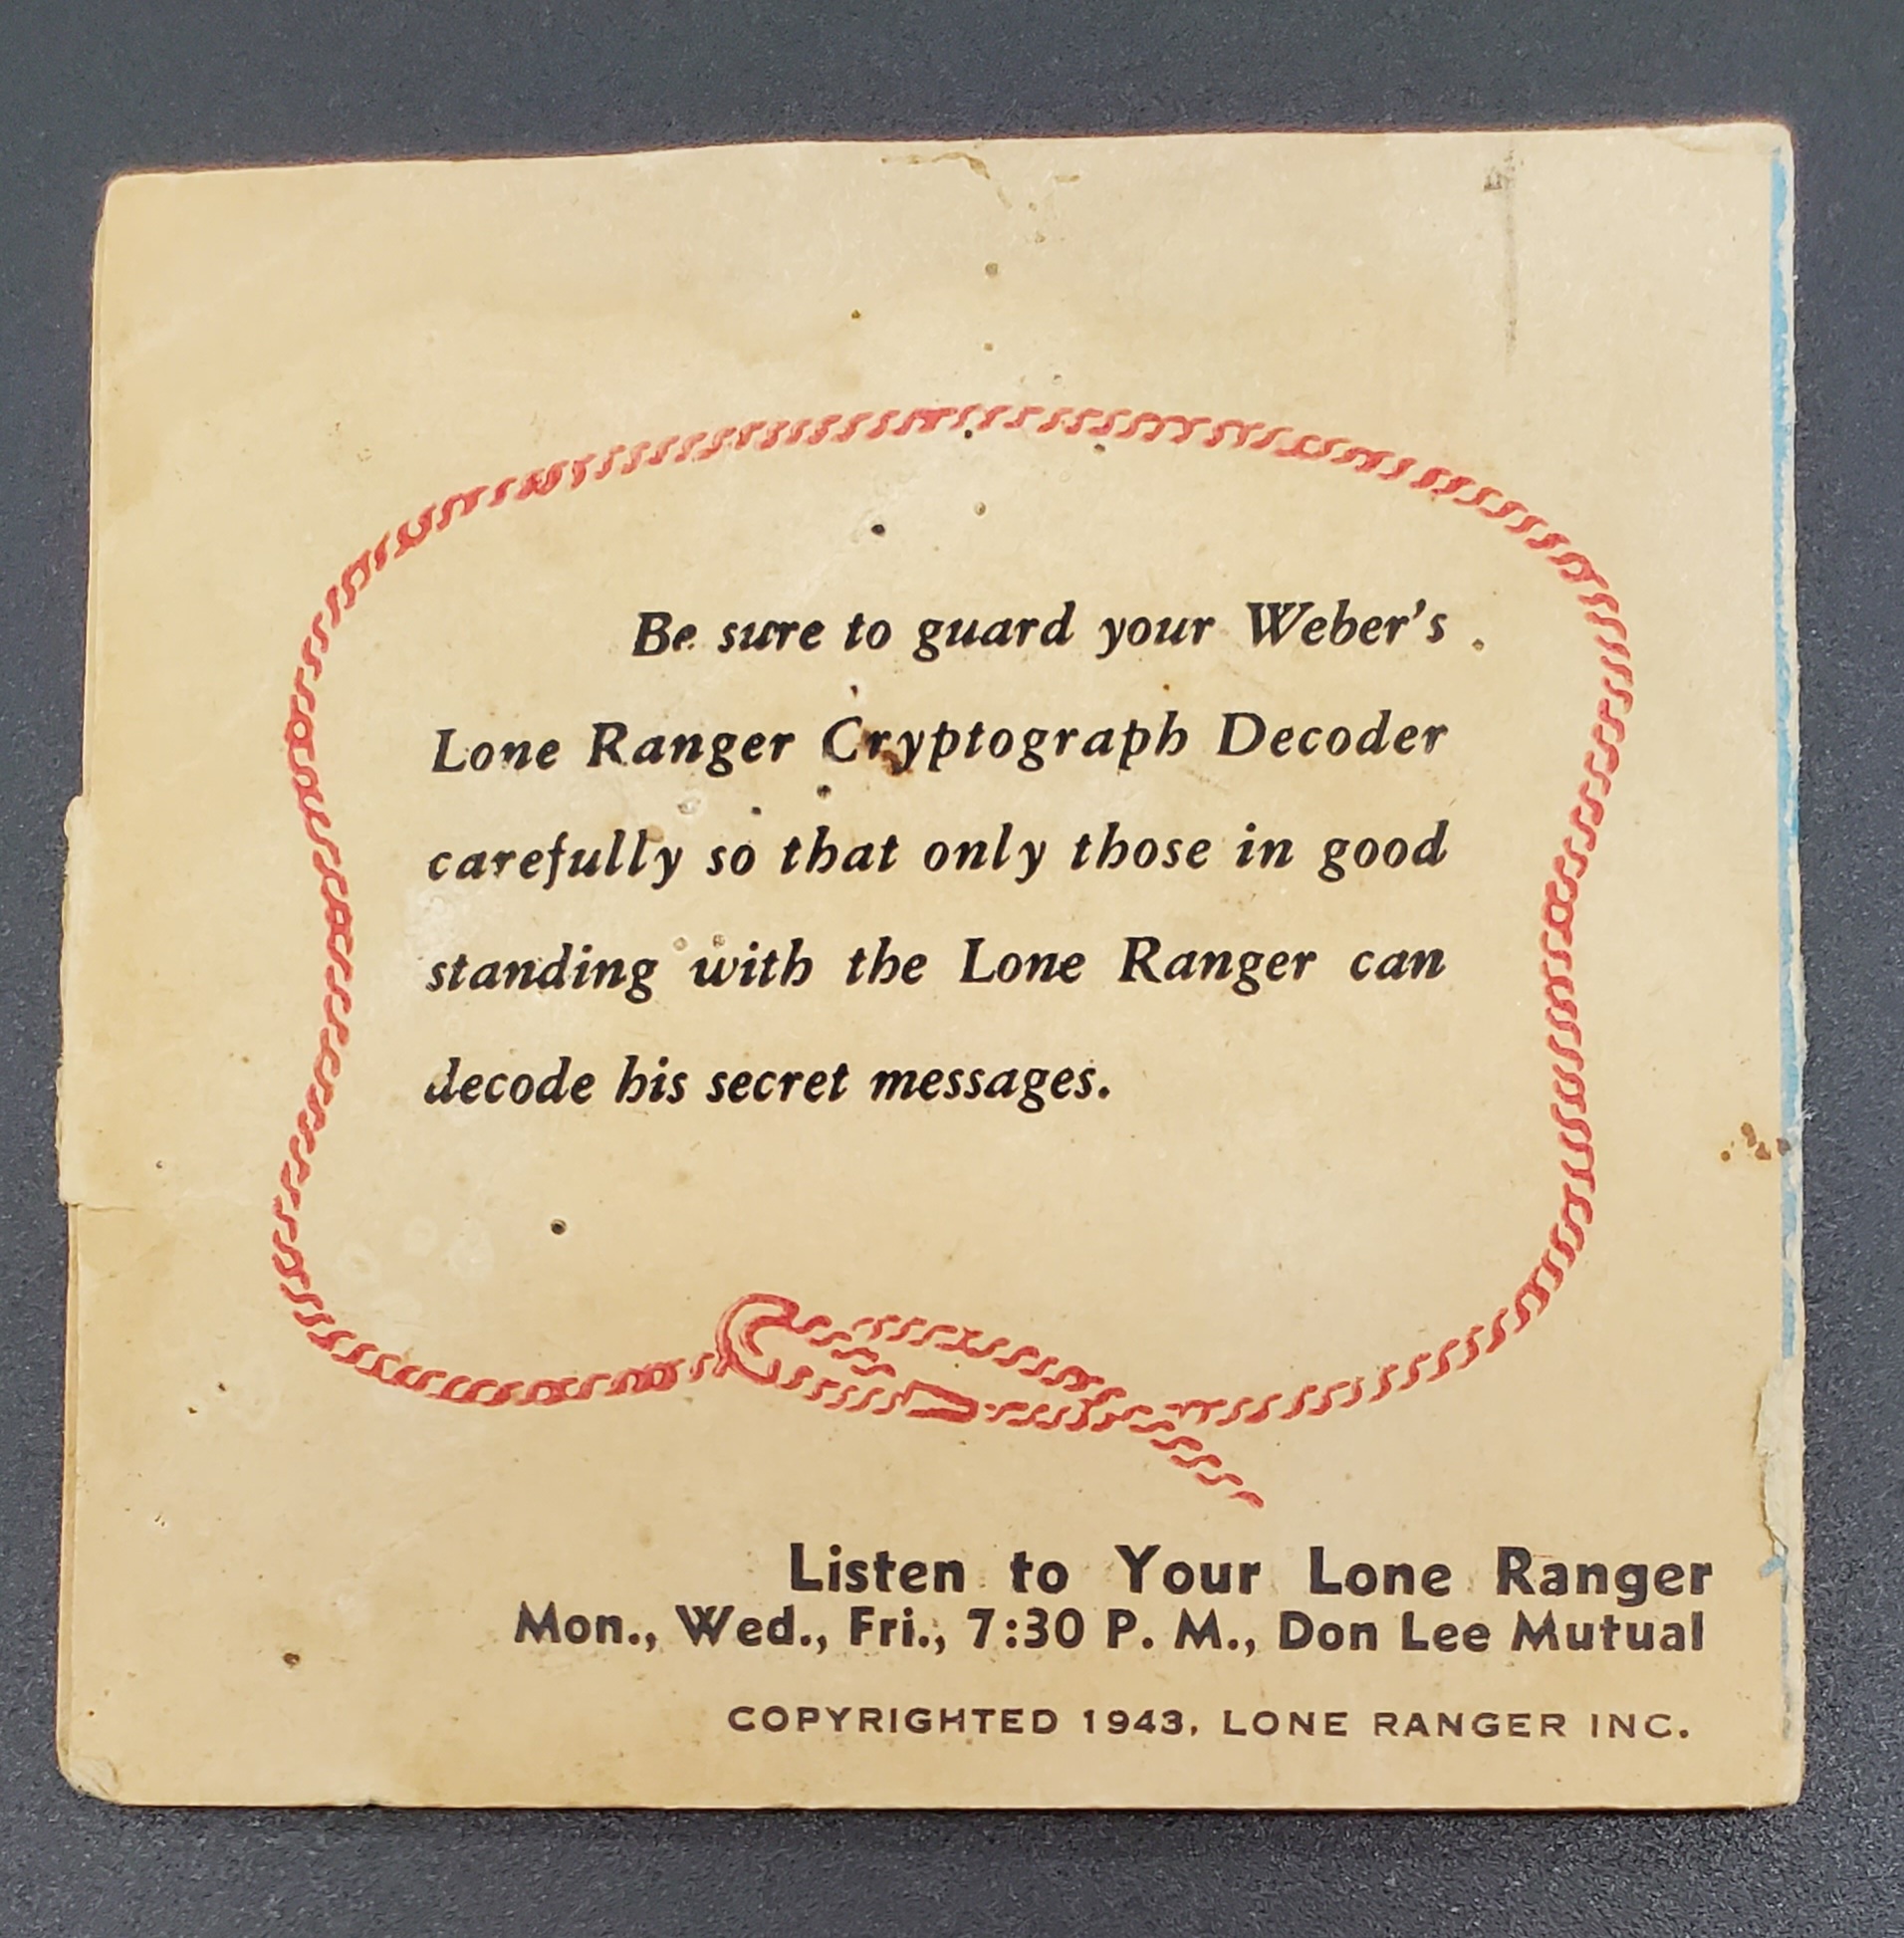 Be sure to guard your Weber's
Lone Ranger Cryptograph Decoder
carefully so that only those in good
standing with the Lone Ranger can
decode his secret messages.
Listen to Your Lone Ranger
Mon., Wed., Fri., 7:30 P. M., Don Lee Mutual
COPYRIGHTED 1943, LONE RANGER INC.